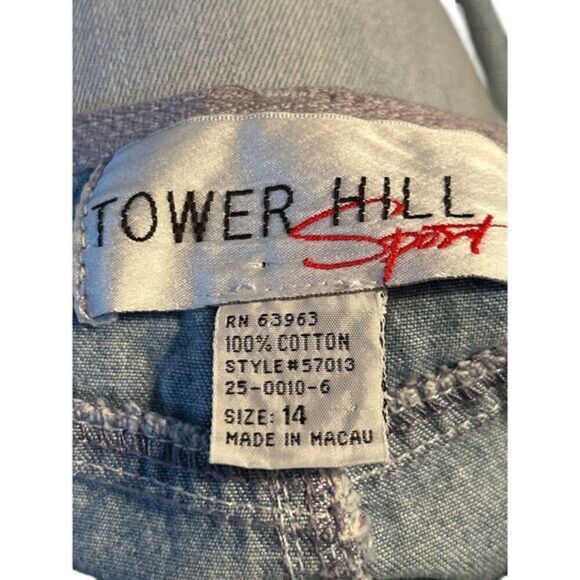 TOWER HILL
Sport
RN 63963
100% COTTON
STYLE#57013
25-0010-6
SIZE: 14
MADE IN MACAU